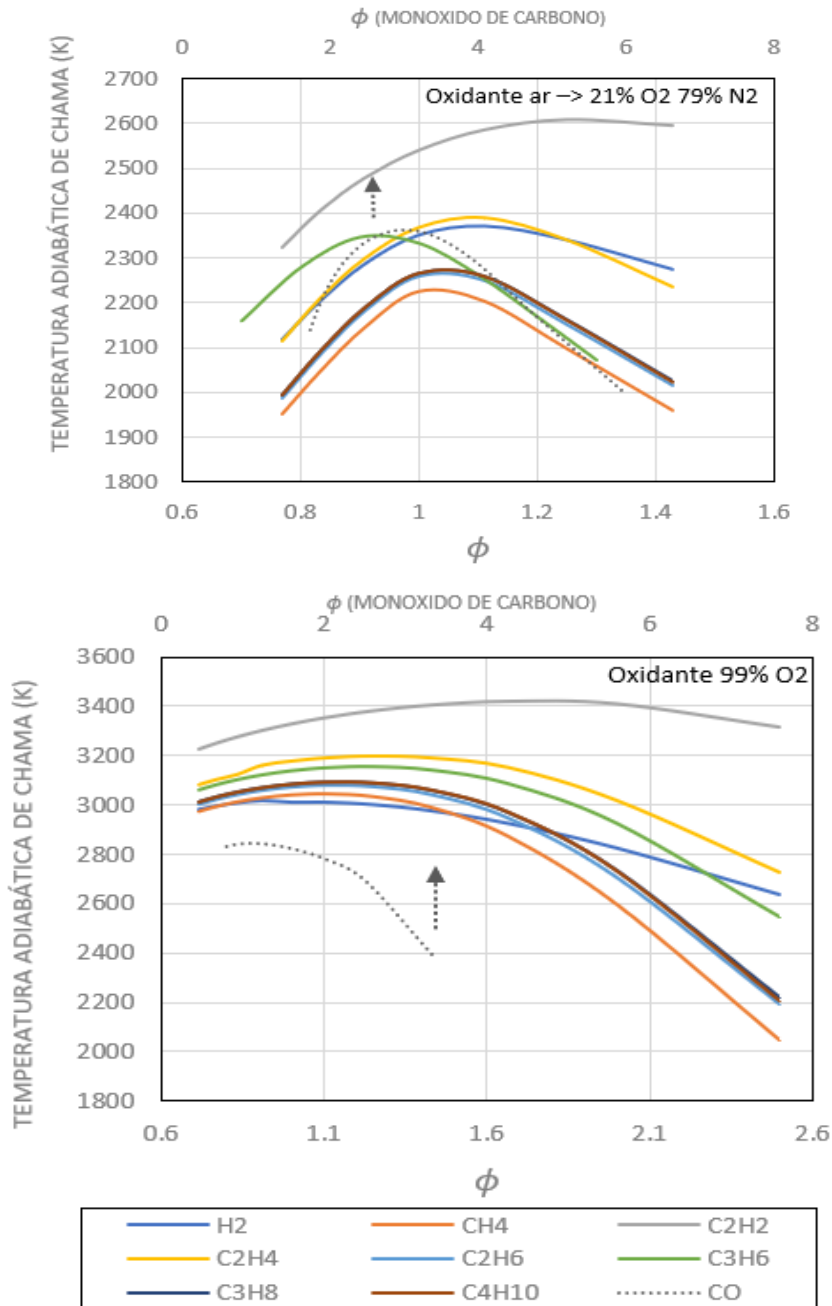 ϕ (MONOXIDO DE CARBONO)
0 2 4 6 8
TEMPERATURA ADIABÁTICA DE CHAMA (K)
2700
2600
2500
2400
2300
2200
2100
2000
1900
1800
Oxidante ar –> 21% O2 79% N2
0.6 0.8 1 1.2 1.4 1.6
ϕ
ϕ (MONOXIDO DE CARBONO)
0 2 4 6 8
TEMPERATURA ADIABÁTICA DE CHAMA (K)
3600
3400
3200
3000
2800
2600
2400
2200
2000
1800
Oxidante 99% O2
0.6 1.1 1.6 2.1 2.6
ϕ
H2 CH4 C2H2
C2H4 C2H6 C3H6
C3H8 C4H10 CO